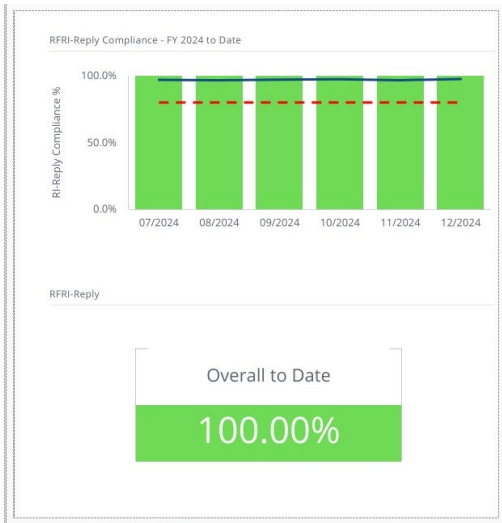 RFRI-Reply Compliance - FY 2024 to Date
100.0%
50.0%
0.0%
RI-Reply Compliance %
07/2024 08/2024 09/2024 10/2024 11/2024 12/2024
RFRI-Reply
Overall to Date
100.00%